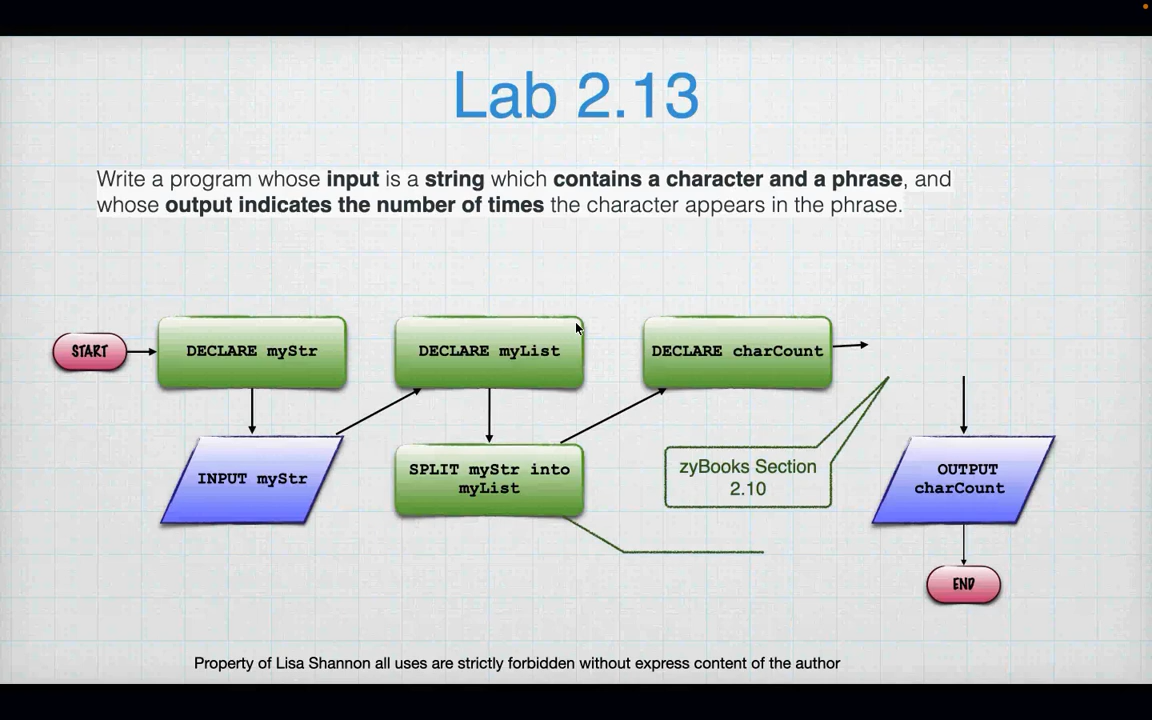 Lab 2.13
Write a program whose input is a string which contains a character and a phrase, and
whose output indicates the number of times the character appears in the phrase.
START
DECLARE myStr
DECLARE myList
DECLARE charCount
INPUT myStr
SPLIT myStr into
myList
zyBooks Section
2.10
OUTPUT
charCount
END
Property of Lisa Shannon all uses are strictly forbidden without express content of the author